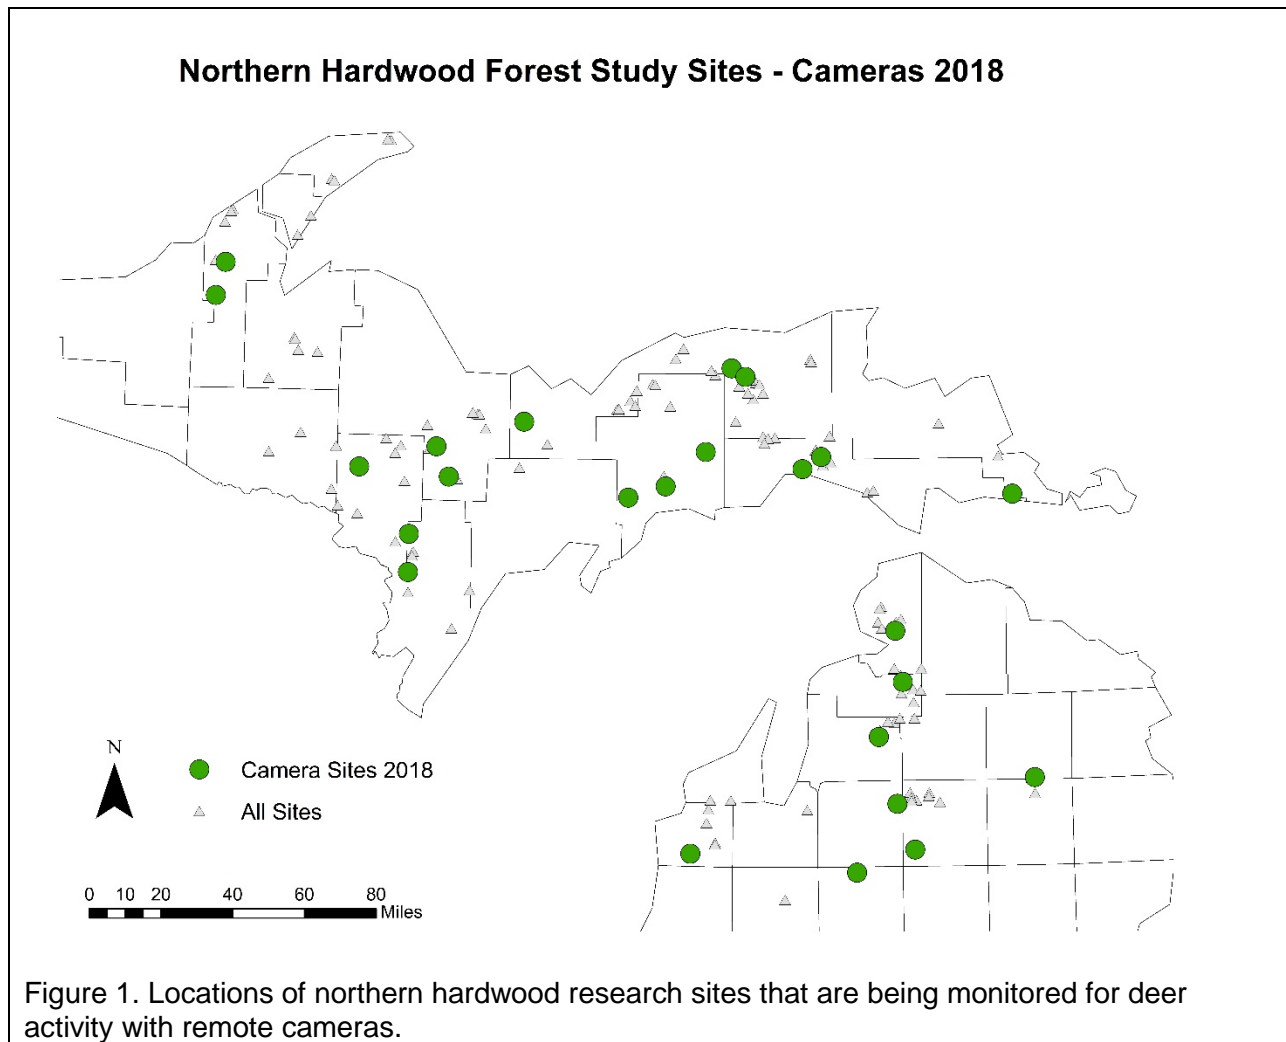 Northern Hardwood Forest Study Sites - Cameras 2018
N
Camera Sites 2018
All Sites
0 10 20 40 60 80
Miles
Figure 1. Locations of northern hardwood research sites that are being monitored for deer
activity with remote cameras.